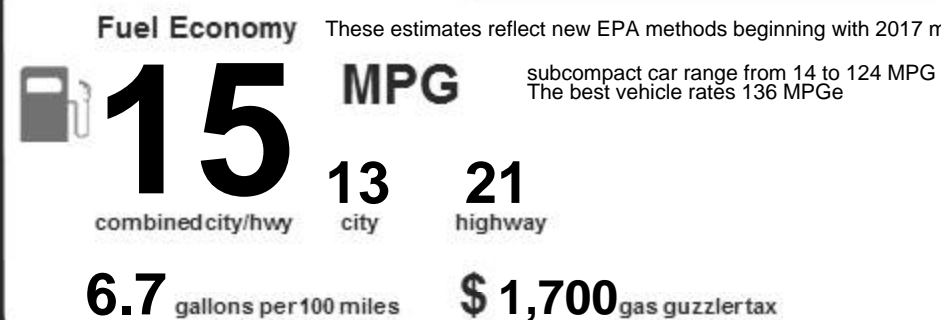 Fuel Economy These estimates reflect new EPA methods beginning with 2017
15 MPG
subcompact car range from 14 to 124 MPG
The best vehicle rates 136 MPGe
13 21
combined city/hwy city highway
6.7 gallons per 100 miles $ 1,700 gas guzzler tax